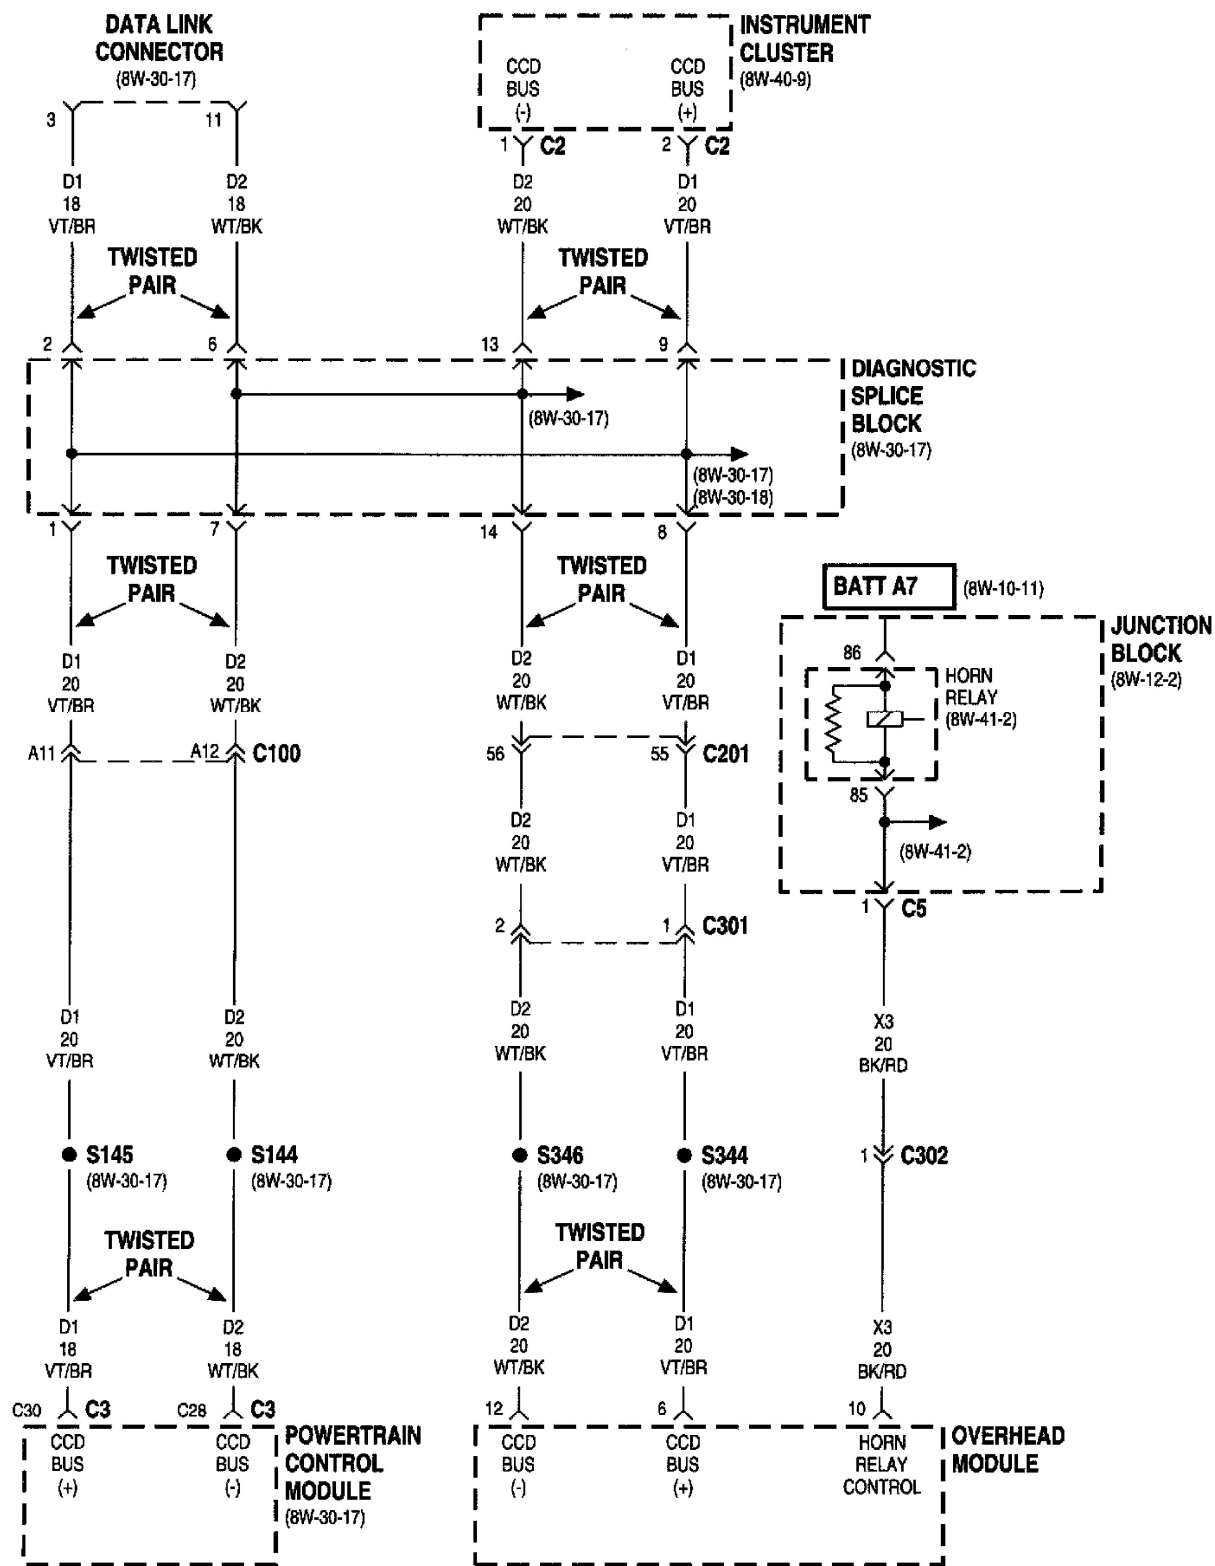 DATA LINK
CONNECTOR
(8W-30-17)
INSTRUMENT
CLUSTER
(8W-40-9)
CCD
BUS
(-)
CCD
BUS
(+)
3
11
1
C2
2
C2
D1
18
VT/BR
D2
18
WT/BK
D2
20
WT/BK
D1
20
VT/BR
TWISTED
PAIR
TWISTED
PAIR
2
6
13
9
DIAGNOSTIC
SPLICE
BLOCK
(8W-30-17)
(8W-30-17)
(8W-30-17)
(8W-30-18)
1
7
14
8
TWISTED
PAIR
TWISTED
PAIR
BATT A7
(8W-10-11)
JUNCTION
BLOCK
(8W-12-2)
86
HORN
RELAY
(8W-41-2)
85
(8W-41-2)
1
C5
D1
20
VT/BR
D2
20
WT/BK
D2
20
WT/BK
D1
20
VT/BR
A11
A12
C100
56
55
C201
D2
20
WT/BK
D1
20
VT/BR
2
1
C301
D1
20
VT/BR
D2
20
WT/BK
D2
20
WT/BK
D1
20
VT/BR
X3
20
BK/RD
S145
(8W-30-17)
S144
(8W-30-17)
S346
(8W-30-17)
S344
(8W-30-17)
1
C302
TWISTED
PAIR
TWISTED
PAIR
D1
18
VT/BR
D2
18
WT/BK
D2
20
WT/BK
D1
20
VT/BR
X3
20
BK/RD
C30
C3
C28
C3
12
6
10
CCD
BUS
(+)
CCD
BUS
(-)
POWERTRAIN
CONTROL
MODULE
(8W-30-17)
CCD
BUS
(-)
CCD
BUS
(+)
HORN
RELAY
CONTROL
OVERHEAD
MODULE